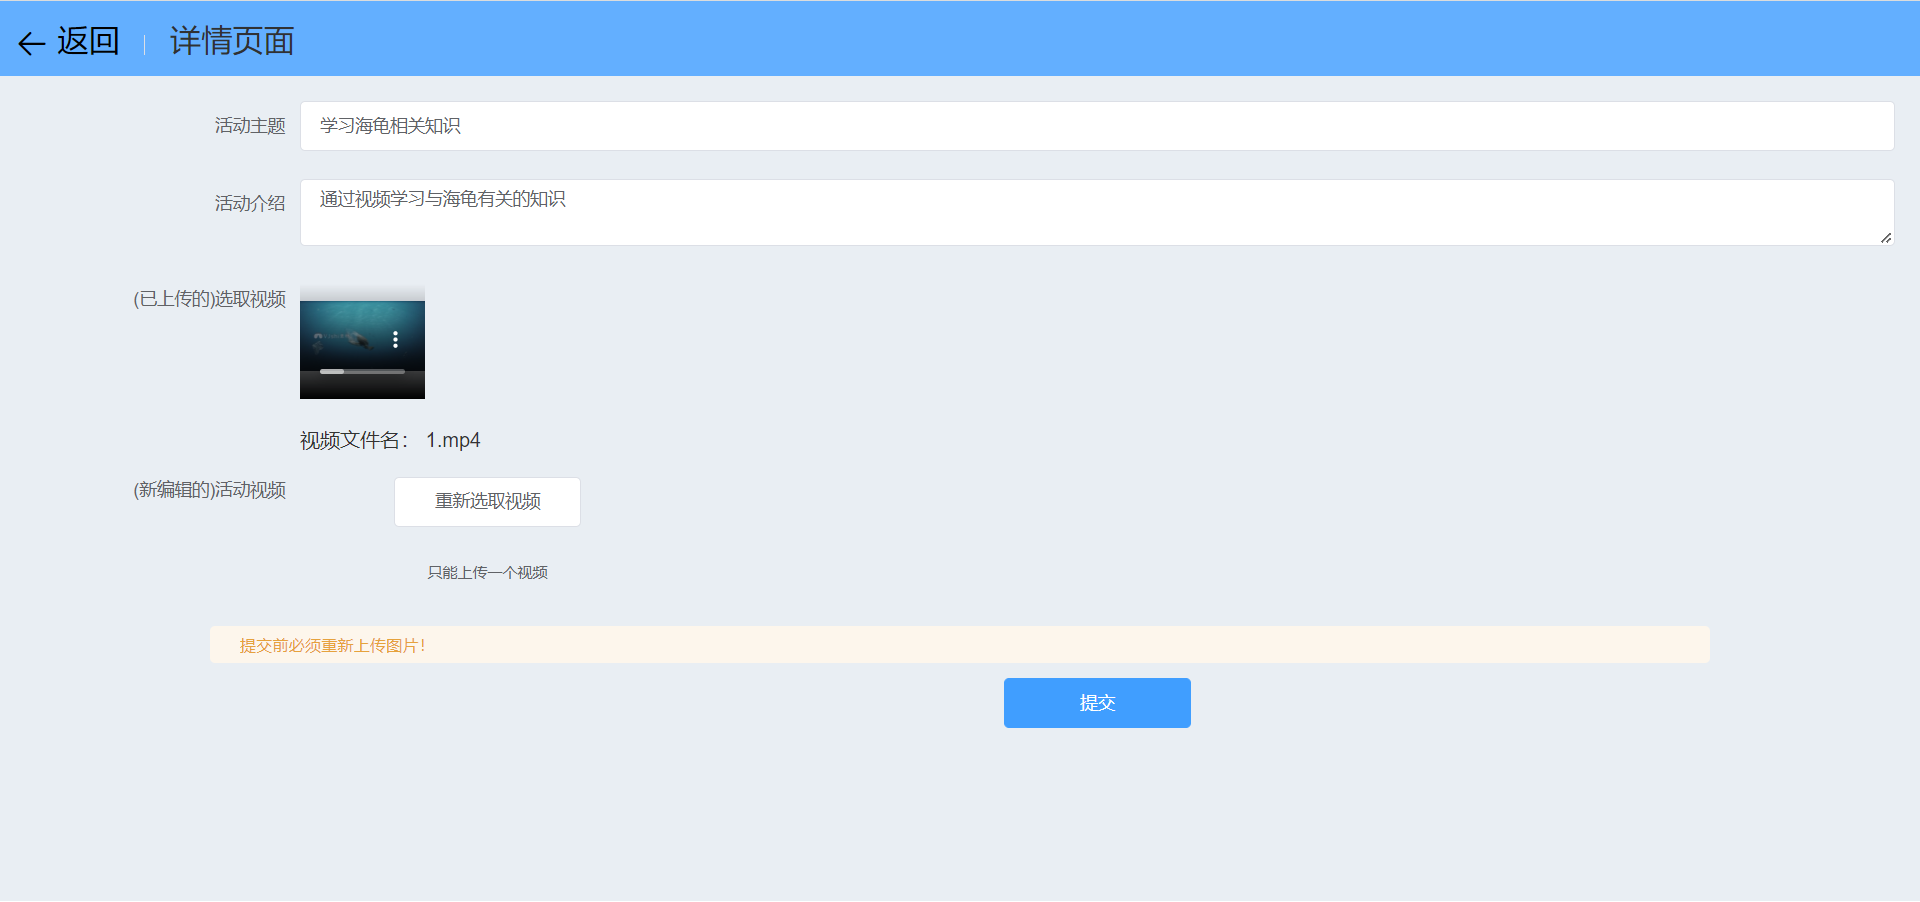 返回 详情页面
活动主题 学习海龟相关知识
活动介绍 通过视频学习与海龟有关的知识
(已上传的)选取视频
视频文件名： 1.mp4
(新编辑的)活动视频 重新选取视频
只能上传一个视频
提交前必须重新上传图片！
提交